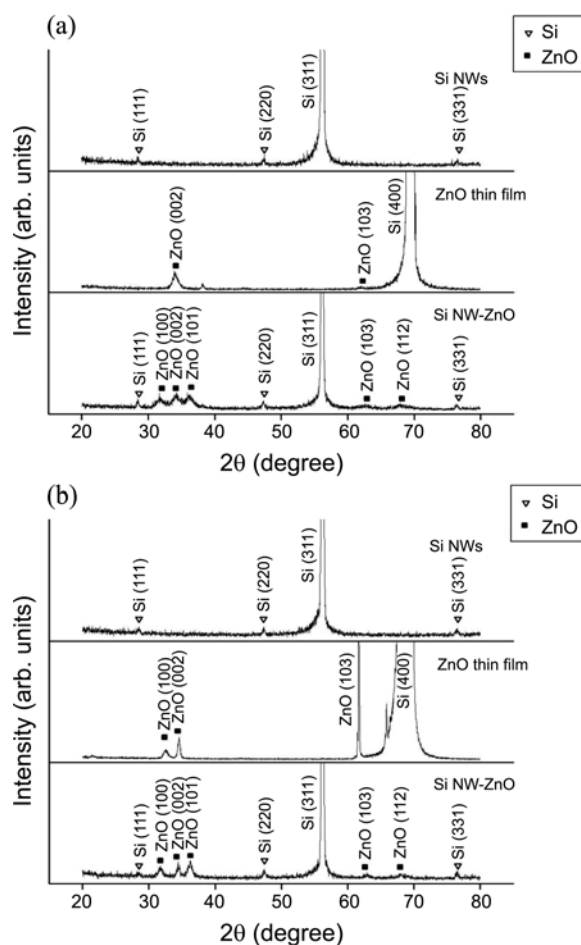 (a)
▿ Si
■ ZnO
Intensity (arb. units)
Si (111)
Si (220)
Si (311)
Si NWs
Si (331)
ZnO (002)
ZnO (103)
Si (400)
ZnO thin film
Si (111)
ZnO (100)
ZnO (002)
ZnO (101)
Si (220)
Si (311)
ZnO (103)
ZnO (112)
Si NW-ZnO
Si (331)
20 30 40 50 60 70 80
2θ (degree)
(b)
▿ Si
■ ZnO
Intensity (arb. units)
Si (111)
Si (220)
Si (311)
Si NWs
Si (331)
ZnO (100)
ZnO (002)
ZnO (103)
Si (400)
ZnO thin film
Si (111)
ZnO (100)
ZnO (002)
ZnO (101)
Si (220)
Si (311)
ZnO (103)
ZnO (112)
Si NW-ZnO
Si (331)
20 30 40 50 60 70 80
2θ (degree)